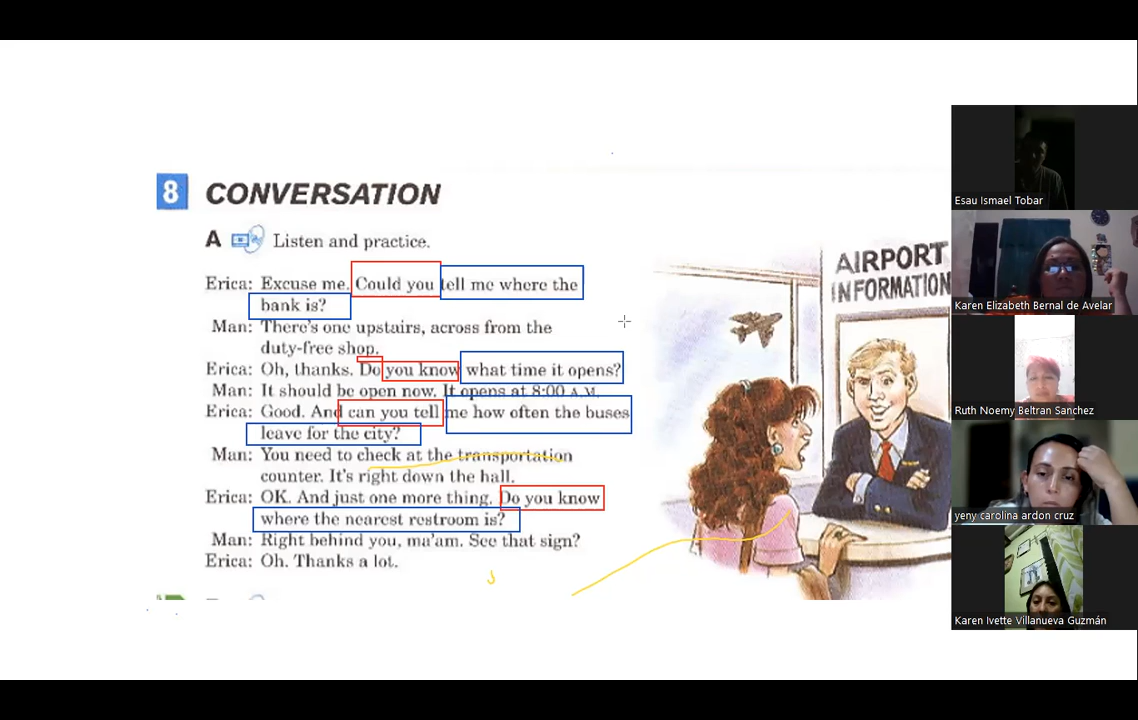 8 CONVERSATION
A Listen and practice.
Erica: Excuse me. Could you tell me where the
bank is?
Man: There's one upstairs, across from the
duty-free shop.
Erica: Oh, thanks. Do you know what time it opens?
Man: It should be open now. It opens at 8:00 A.M.
Erica: Good. And can you tell me how often the buses
leave for the city?
Man: You need to check at the transportation
counter. It's right down the hall.
Erica: OK. And just one more thing. Do you know
where the nearest restroom is?
Man: Right behind you, ma'am. See that sign?
Erica: Oh. Thanks a lot.
AIRPORT
INFORMATION
Esau Ismael Tobar
Karen Elizabeth Bernal de Avelar
Ruth Noemy Beltran Sanchez
yeny carolina ardon cruz
Karen Ivette Villanueva Guzmán